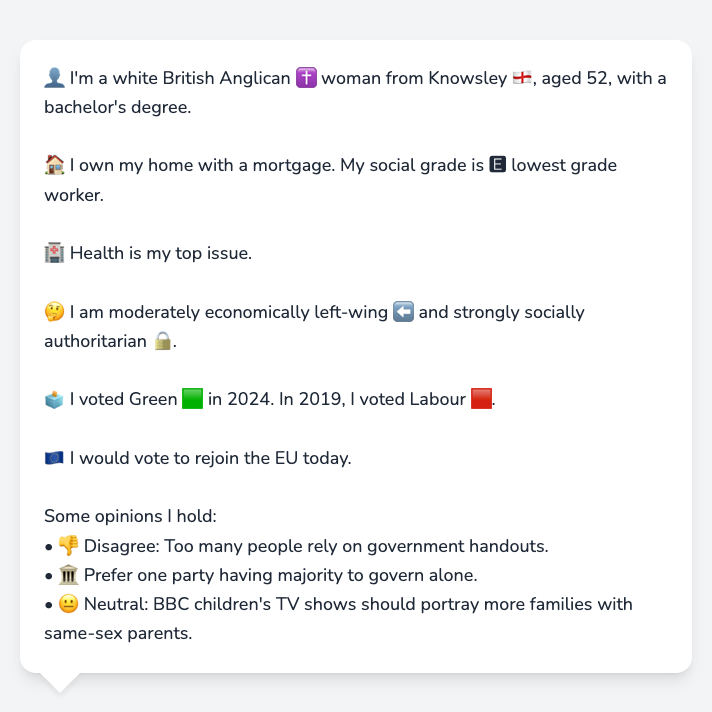 👤 I'm a white British Anglican ✝️ woman from Knowsley 🏴󠁧󠁢󠁥󠁮󠁧󠁿, aged 52, with a
bachelor's degree.
🏠 I own my home with a mortgage. My social grade is 🅴 lowest grade
worker.
🏥 Health is my top issue.
🤔 I am moderately economically left-wing ⬅️ and strongly socially
authoritarian 🔒.
🗳️ I voted Green 🟩 in 2024. In 2019, I voted Labour 🟥.
🇪🇺 I would vote to rejoin the EU today.
Some opinions I hold:
• 👎 Disagree: Too many people rely on government handouts.
• 🏛️ Prefer one party having majority to govern alone.
• 😐 Neutral: BBC children's TV shows should portray more families with
same-sex parents.